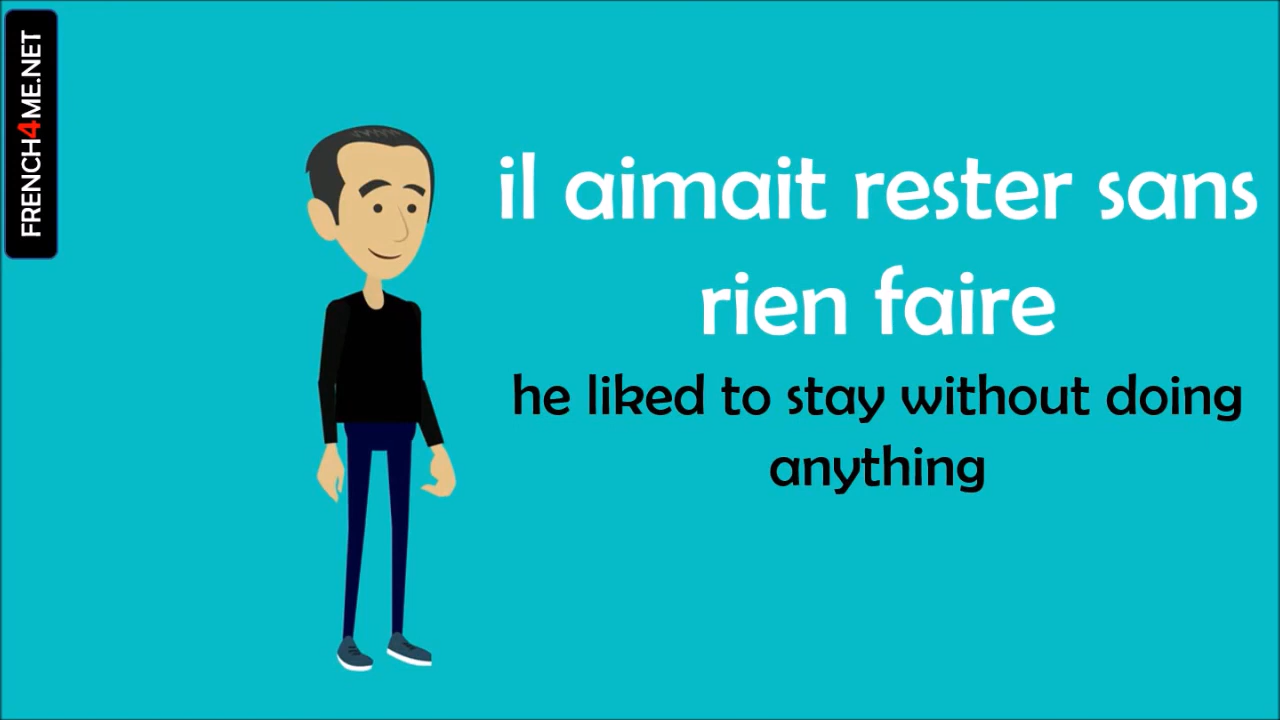 FRENCH4ME.NET
il aimait rester sans
rien faire
he liked to stay without doing
anything